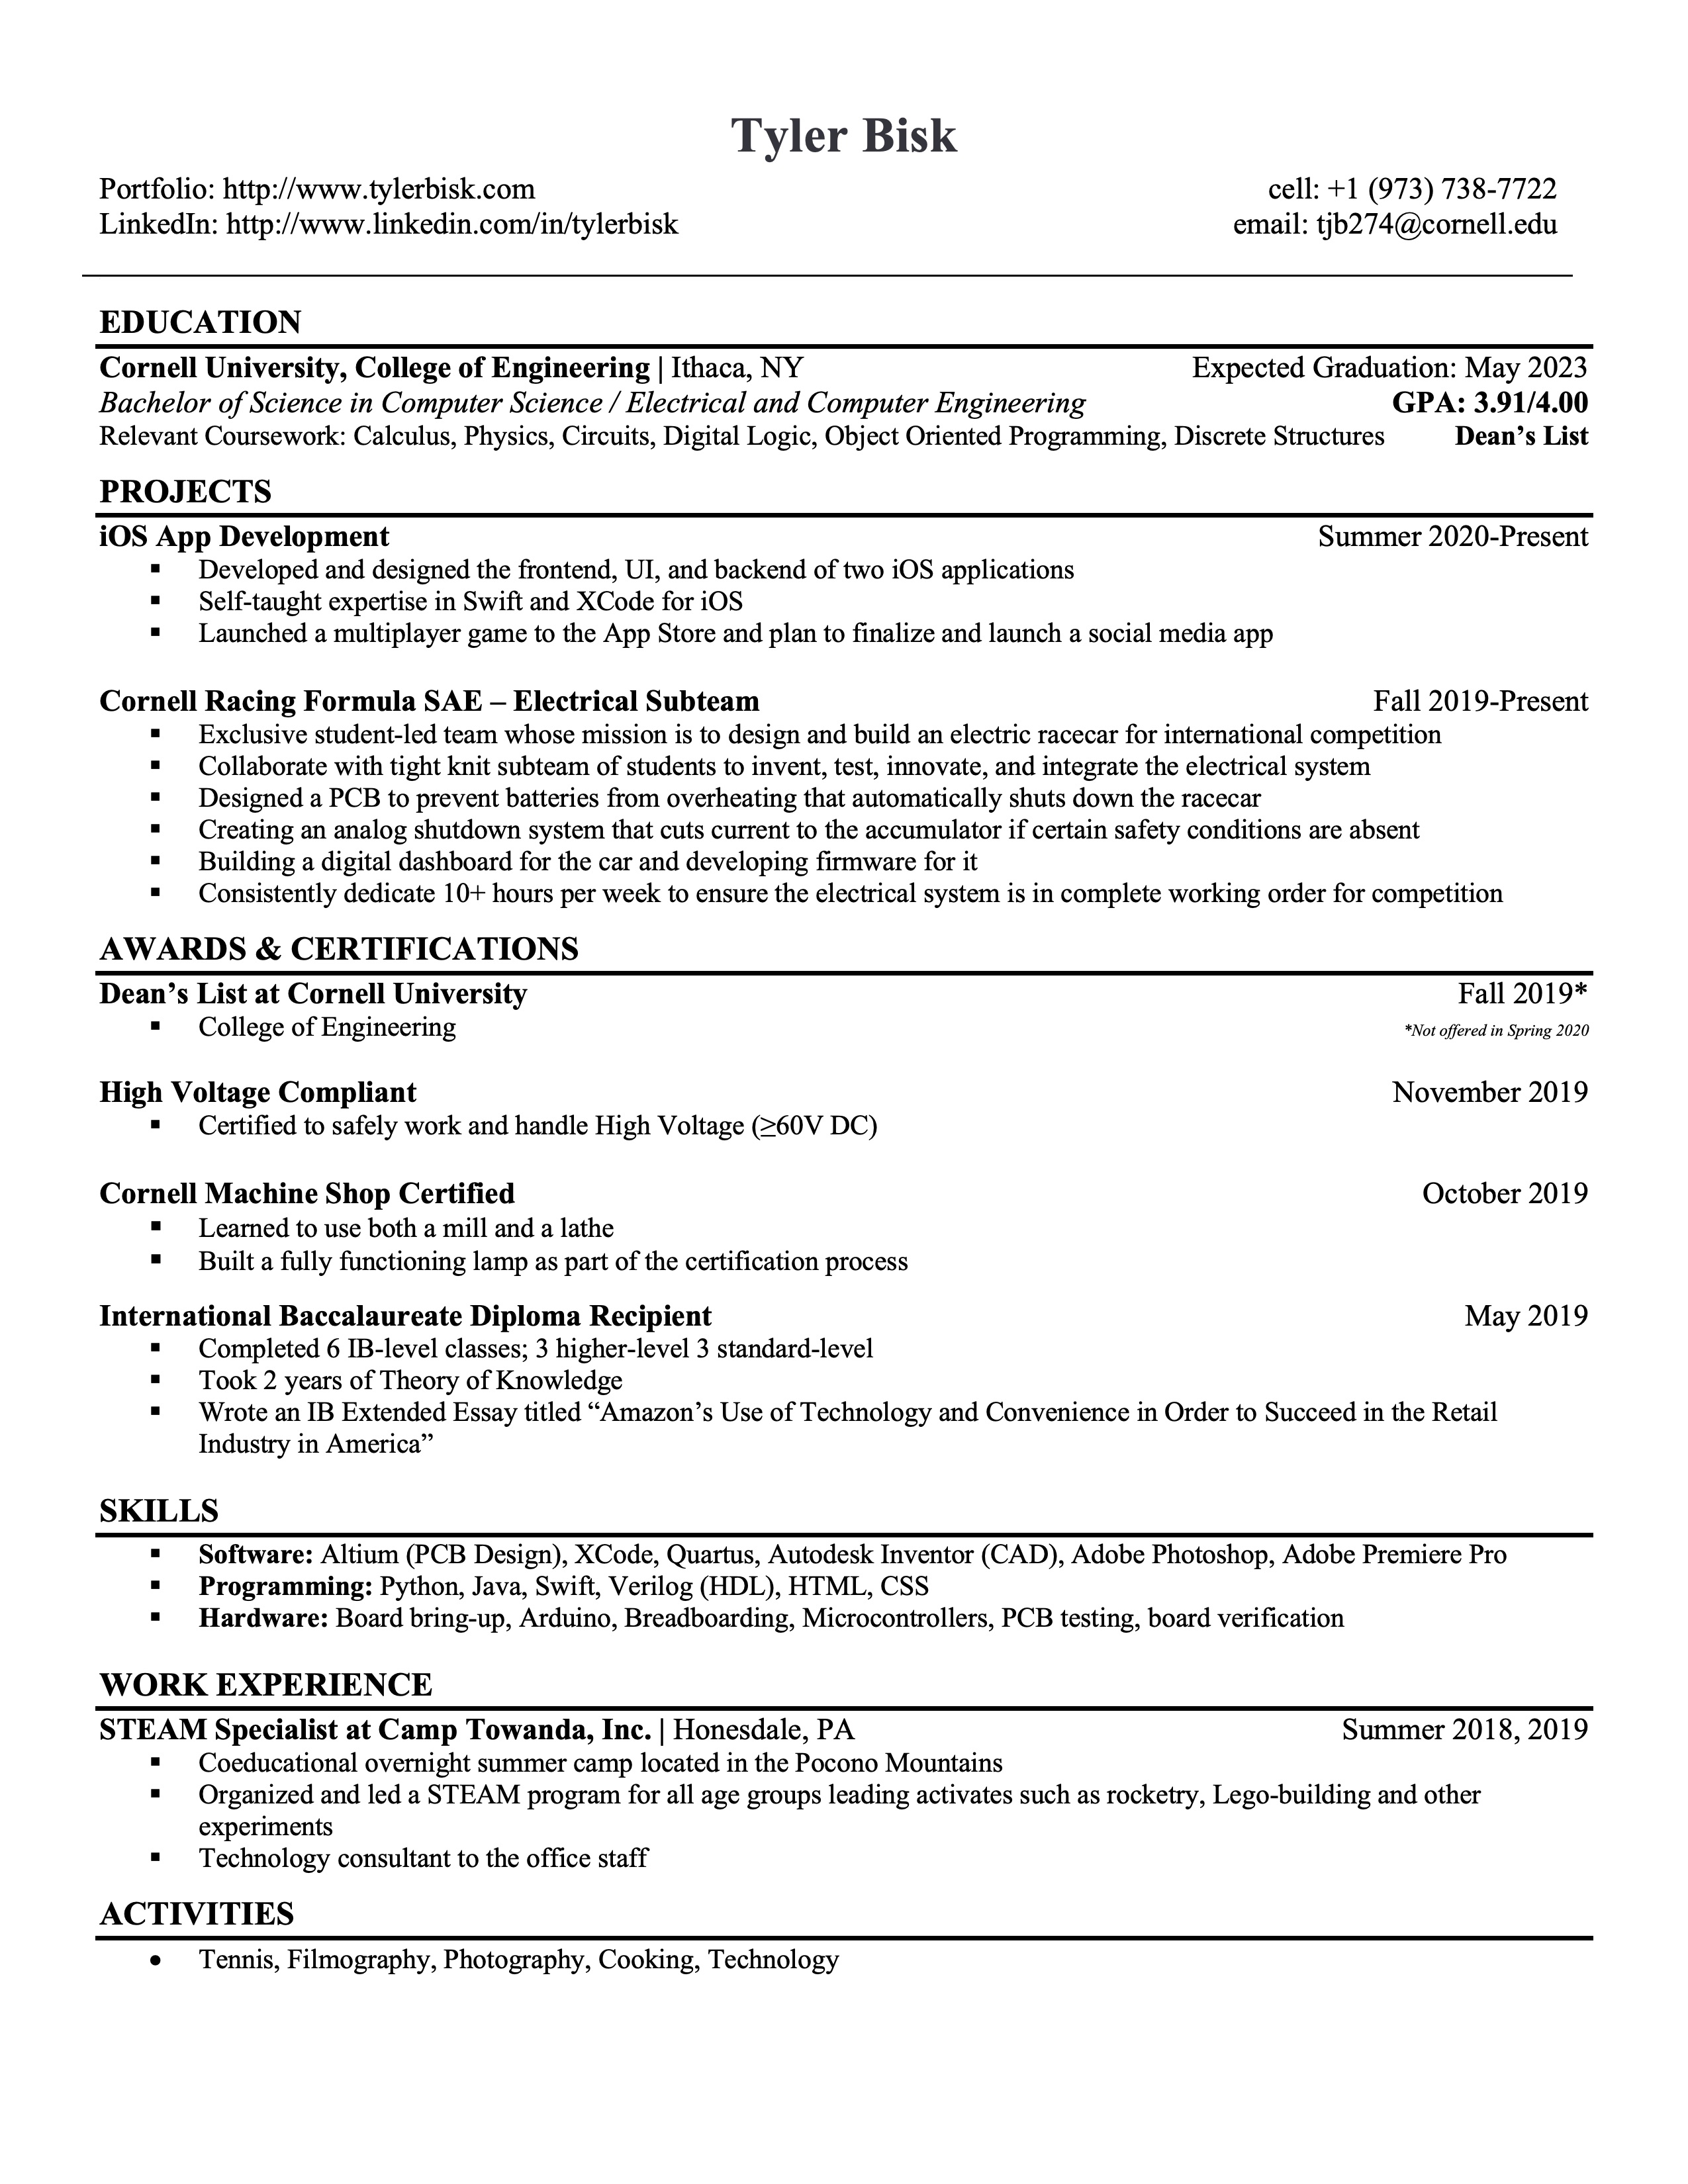 Tyler Bisk
Portfolio: http://www.tylerbisk.com cell: +1 (973) 738-7722
LinkedIn: http://www.linkedin.com/in/tylerbisk email: tjb274@cornell.edu
EDUCATION
Cornell University, College of Engineering | Ithaca, NY Expected Graduation: May 2023
Bachelor of Science in Computer Science / Electrical and Computer Engineering GPA: 3.91/4.00
Relevant Coursework: Calculus, Physics, Circuits, Digital Logic, Object Oriented Programming, Discrete Structures Dean’s List
PROJECTS
iOS App Development Summer 2020-Present
▪ Developed and designed the frontend, UI, and backend of two iOS applications
▪ Self-taught expertise in Swift and XCode for iOS
▪ Launched a multiplayer game to the App Store and plan to finalize and launch a social media app
Cornell Racing Formula SAE – Electrical Subteam Fall 2019-Present
▪ Exclusive student-led team whose mission is to design and build an electric racecar for international competition
▪ Collaborate with tight knit subteam of students to invent, test, innovate, and integrate the electrical system
▪ Designed a PCB to prevent batteries from overheating that automatically shuts down the racecar
▪ Creating an analog shutdown system that cuts current to the accumulator if certain safety conditions are absent
▪ Building a digital dashboard for the car and developing firmware for it
▪ Consistently dedicate 10+ hours per week to ensure the electrical system is in complete working order for competition
AWARDS & CERTIFICATIONS
Dean’s List at Cornell University Fall 2019*
▪ College of Engineering *Not offered in Spring 2020
High Voltage Compliant November 2019
▪ Certified to safely work and handle High Voltage (≥60V DC)
Cornell Machine Shop Certified October 2019
▪ Learned to use both a mill and a lathe
▪ Built a fully functioning lamp as part of the certification process
International Baccalaureate Diploma Recipient May 2019
▪ Completed 6 IB-level classes; 3 higher-level 3 standard-level
▪ Took 2 years of Theory of Knowledge
▪ Wrote an IB Extended Essay titled “Amazon’s Use of Technology and Convenience in Order to Succeed in the Retail
Industry in America”
SKILLS
▪ Software: Altium (PCB Design), XCode, Quartus, Autodesk Inventor (CAD), Adobe Photoshop, Adobe Premiere Pro
▪ Programming: Python, Java, Swift, Verilog (HDL), HTML, CSS
▪ Hardware: Board bring-up, Arduino, Breadboarding, Microcontrollers, PCB testing, board verification
WORK EXPERIENCE
STEAM Specialist at Camp Towanda, Inc. | Honesdale, PA Summer 2018, 2019
▪ Coeducational overnight summer camp located in the Pocono Mountains
▪ Organized and led a STEAM program for all age groups leading activates such as rocketry, Lego-building and other
experiments
▪ Technology consultant to the office staff
ACTIVITIES
• Tennis, Filmography, Photography, Cooking, Technology